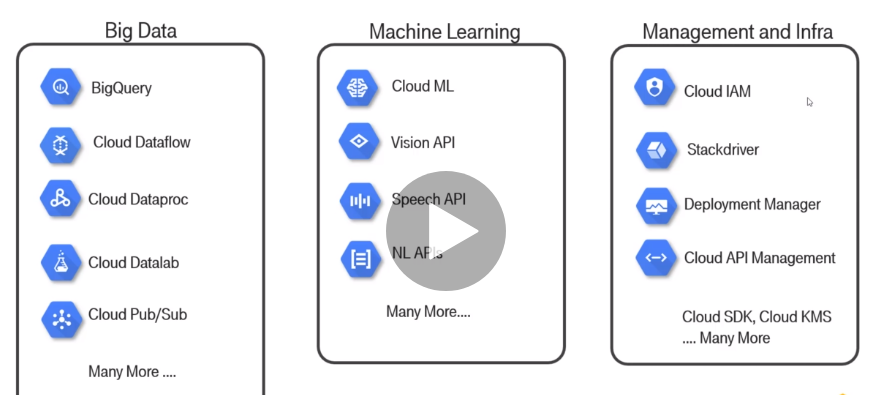 Big Data
BigQuery
Cloud Dataflow
Cloud Dataproc
Cloud Datalab
Cloud Pub/Sub
Many More ....
Machine Learning
Cloud ML
Vision API
Speech API
NL APIs
Many More....
Management and Infra
Cloud IAM
Stackdriver
Deployment Manager
Cloud API Management
Cloud SDK, Cloud KMS
.... Many More